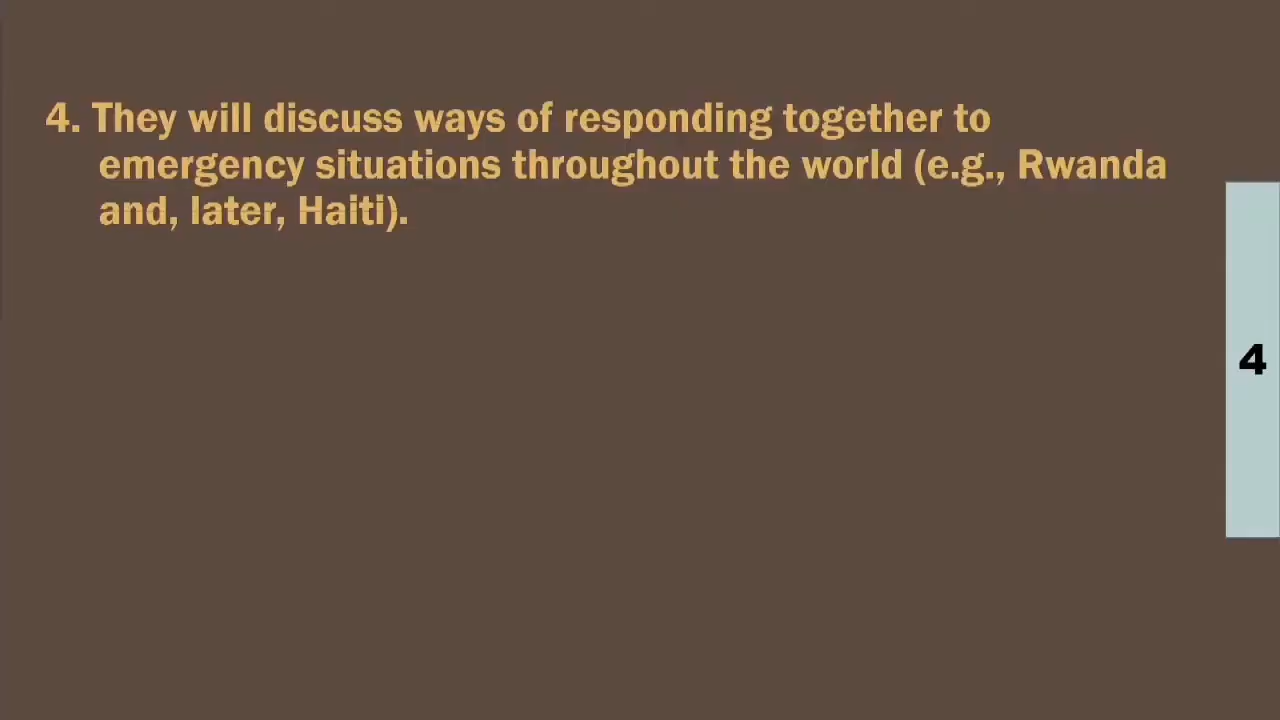 4. They will discuss ways of responding together to
emergency situations throughout the world (e.g., Rwanda
and, later, Haiti).
4